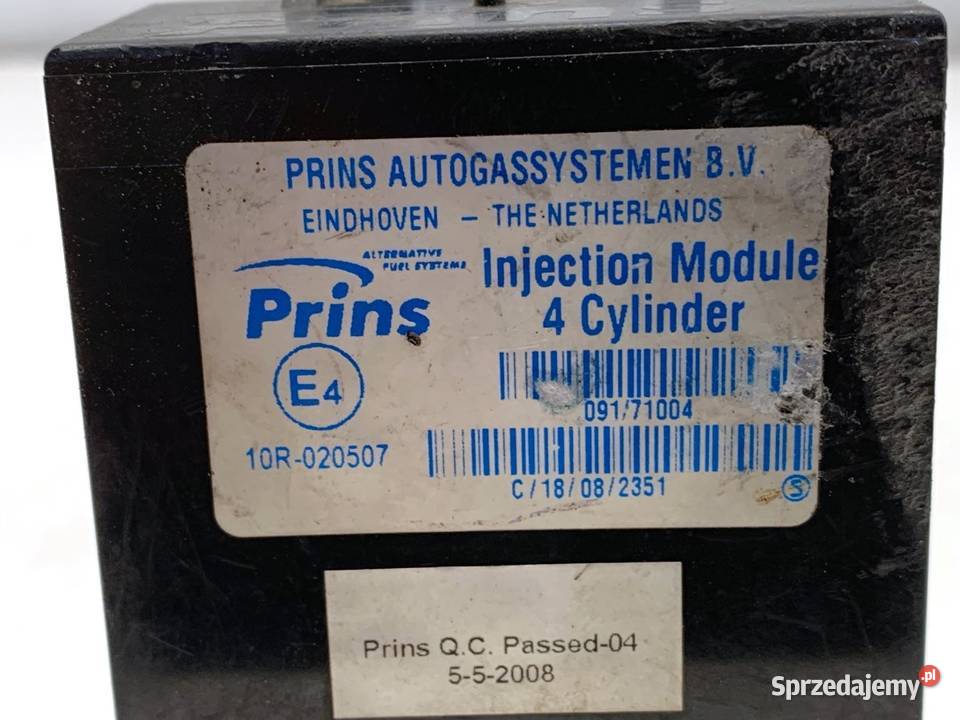 PRINS AUTOGASSYSTEMEN B.V.
EINDHOVEN - THE NETHERLANDS
ALTERNATIVE
FUEL SYSTEMS
Prins
Injection Module
4 Cylinder
E4
091/71004
10R-020507
C/18/08/2351
S
Prins Q.C. Passed-04
5-5-2008
Sprzedajemy.pl